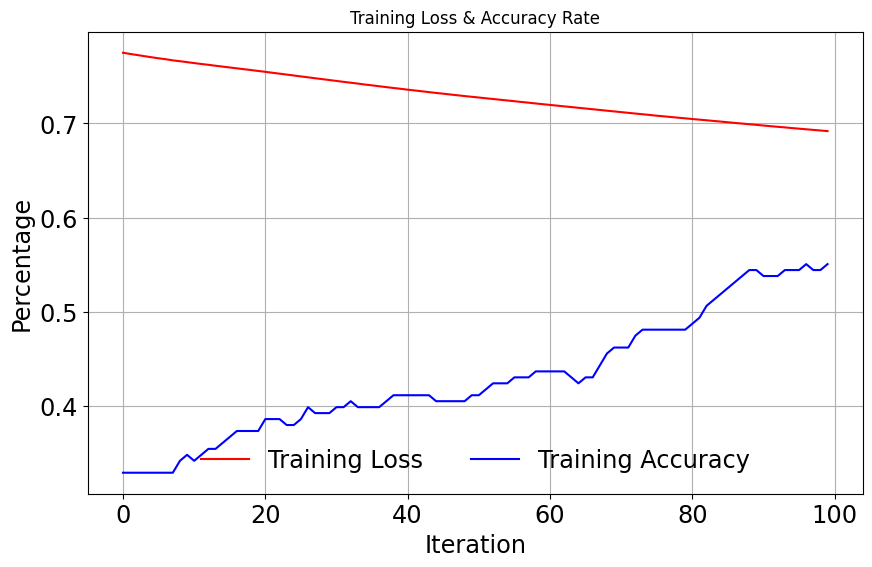 Training Loss & Accuracy Rate
Percentage
0.7
0.6
0.5
0.4
Training Loss Training Accuracy
0 20 40 60 80 100
Iteration